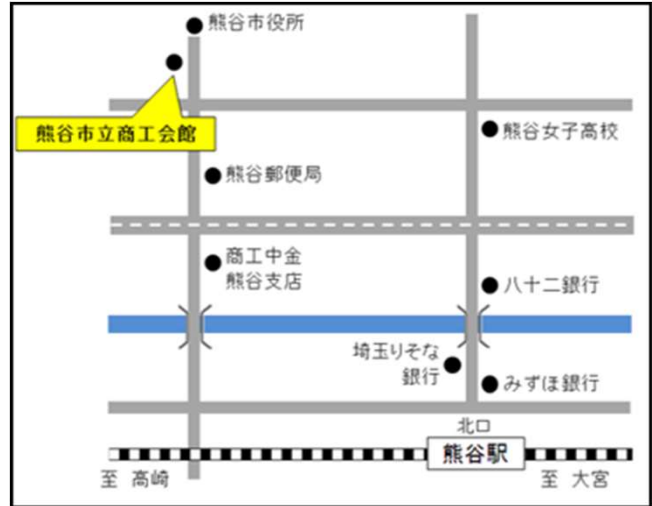 熊谷市役所
熊谷市立商工会館
熊谷女子高校
熊谷郵便局
商工中金
熊谷支店
八十二銀行
埼玉りそな
銀行
みずほ銀行
北口
熊谷駅
至 高崎
至 大宮